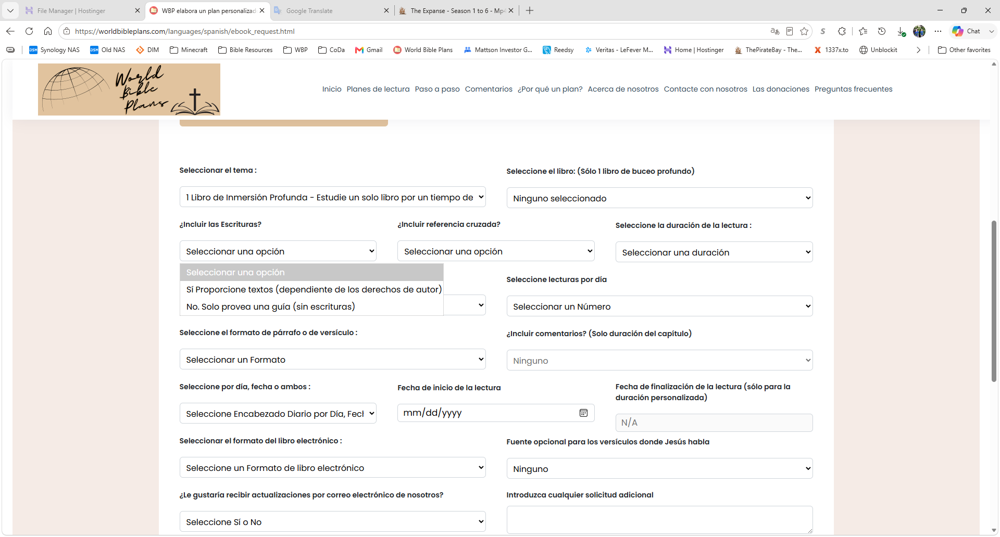 File Manager | Hostinger
WBP elabora un plan personalizad
Google Translate
The Expanse - Season 1 to 6 - Mp4
https://worldbibleplans.com/languages/spanish/ebook_request.html
Chat
Synology NAS
Old NAS
DIM
Minecraft
Bible Resources
WBP
CoDa
Gmail
World Bible Plans
Mattson Investor G...
Reedsy
Veritas - LeFever M...
Home | Hostinger
ThePirateBay - The...
1337x.to
Unblockit
Other favorites
World
Bible
Plans
Inicio Planes de lectura Paso a paso Comentarios ¿Por qué un plan? Acerca de nosotros Contacte con nosotros Las donaciones Preguntas frecuentes
Seleccionar el tema :
Seleccione el libro: (Sólo 1 libro de buceo profundo)
1 Libro de Inmersión Profunda - Estudie un solo libro por un tiempo de
Ninguno seleccionado
¿Incluir las Escrituras?
¿Incluir referencia cruzada?
Seleccione la duración de la lectura :
Seleccionar una opción
Seleccionar una opción
Seleccionar una duración
Seleccionar una opción
Sí Proporcione textos (dependiente de los derechos de autor)
No. Solo provea una guía (sin escrituras)
Seleccione lecturas por día
Seleccionar un Número
Seleccione el formato de párrafo o de versículo :
¿Incluir comentarios? (Solo duración del capítulo)
Seleccionar un Formato
Ninguno
Seleccione por día, fecha o ambos :
Fecha de inicio de la lectura
Fecha de finalización de la lectura (sólo para la
duración personalizada)
Seleccione Encabezado Diario por Día, Fech
mm/dd/yyyy
N/A
Seleccionar el formato del libro electrónico :
Fuente opcional para los versículos donde Jesús habla
Seleccione un Formato de libro electrónico
Ninguno
¿Le gustaría recibir actualizaciones por correo electrónico de nosotros?
Introduzca cualquier solicitud adicional
Seleccione Sí o No